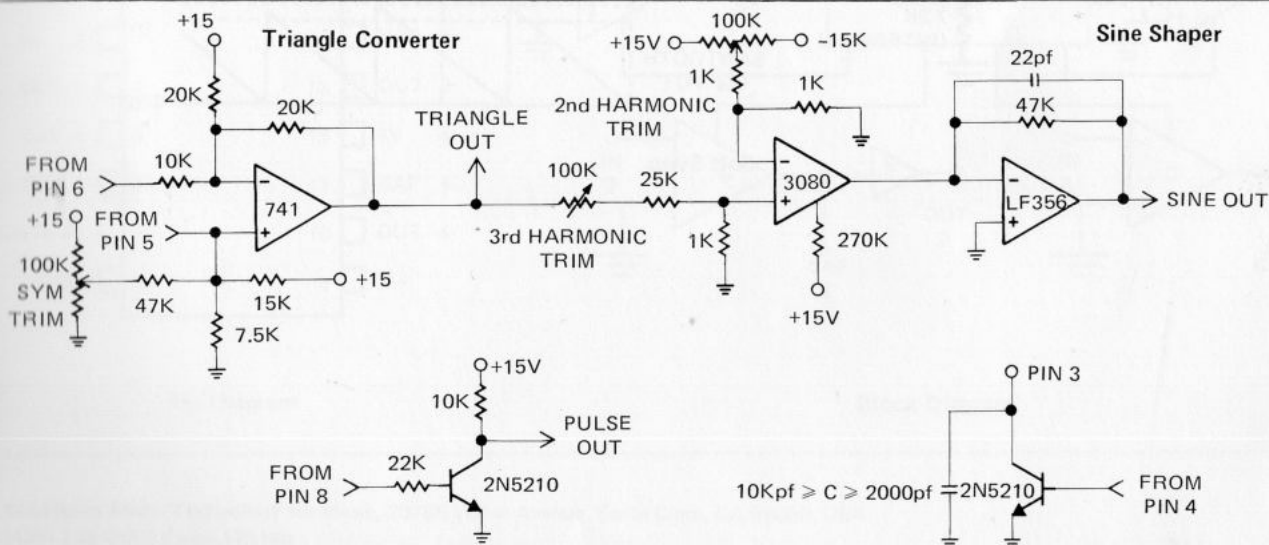 Triangle Converter
+15
20K
20K
FROM
PIN 6
10K
−
741
+
+15
FROM
PIN 5
100K
SYM
TRIM
47K
15K
+15
7.5K
TRIANGLE
OUT
100K
3rd HARMONIC
TRIM
25K
1K
Sine Shaper
100K
+15V
-15K
1K
1K
2nd HARMONIC
TRIM
−
3080
+
270K
+15V
22pf
47K
−
LF356
+
SINE OUT
+15V
10K
PULSE
OUT
FROM
PIN 8
22K
2N5210
PIN 3
10Kpf ⩾ C ⩾ 2000pf
2N5210
FROM
PIN 4